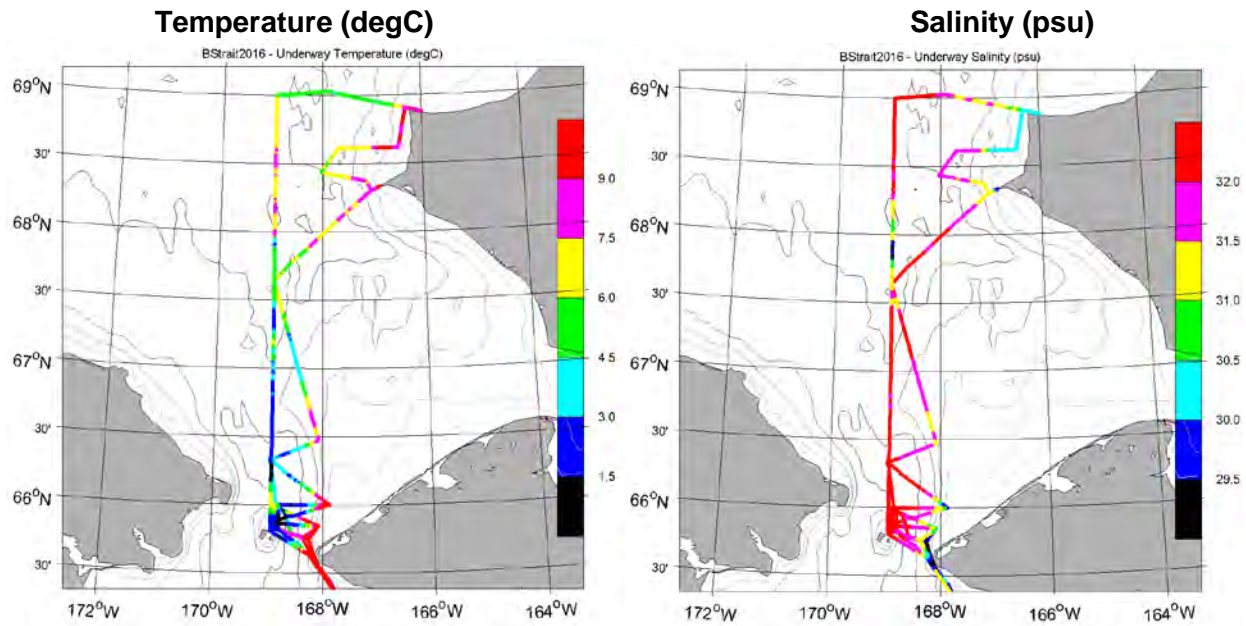 Temperature (degC)
Salinity (psu)
BStrait2016 - Underway Temperature (degC)
BStrait2016 - Underway Salinity (psu)
69°N
30'
68°N
30'
67°N
30'
66°N
30'
172°W
170°W
168°W
166°W
164°W
9.0
7.5
6.0
4.5
3.0
1.5
69°N
30'
68°N
30'
67°N
30'
66°N
30'
172°W
170°W
168°W
166°W
164°W
32.0
31.5
31.0
30.5
30.0
29.5